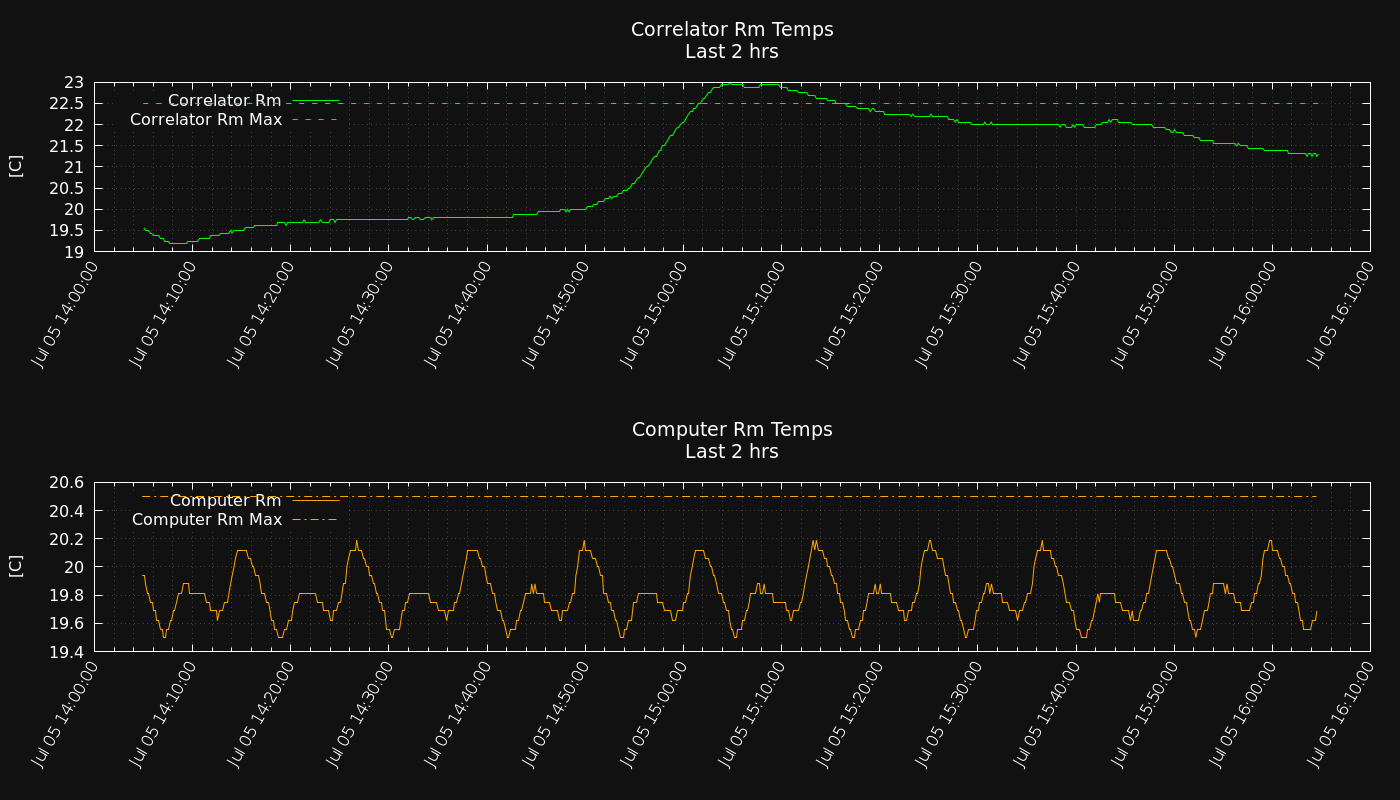 Correlator Rm Temps
Last 2 hrs
23
22.5
22
21.5
21
20.5
20
19.5
19
[C]
Correlator Rm
Correlator Rm Max
Jul 05 14:00:00
Jul 05 14:10:00
Jul 05 14:20:00
Jul 05 14:30:00
Jul 05 14:40:00
Jul 05 14:50:00
Jul 05 15:00:00
Jul 05 15:10:00
Jul 05 15:20:00
Jul 05 15:30:00
Jul 05 15:40:00
Jul 05 15:50:00
Jul 05 16:00:00
Jul 05 16:10:00
Computer Rm Temps
Last 2 hrs
20.6
20.4
20.2
20
19.8
19.6
19.4
[C]
Computer Rm
Computer Rm Max
Jul 05 14:00:00
Jul 05 14:10:00
Jul 05 14:20:00
Jul 05 14:30:00
Jul 05 14:40:00
Jul 05 14:50:00
Jul 05 15:00:00
Jul 05 15:10:00
Jul 05 15:20:00
Jul 05 15:30:00
Jul 05 15:40:00
Jul 05 15:50:00
Jul 05 16:00:00
Jul 05 16:10:00